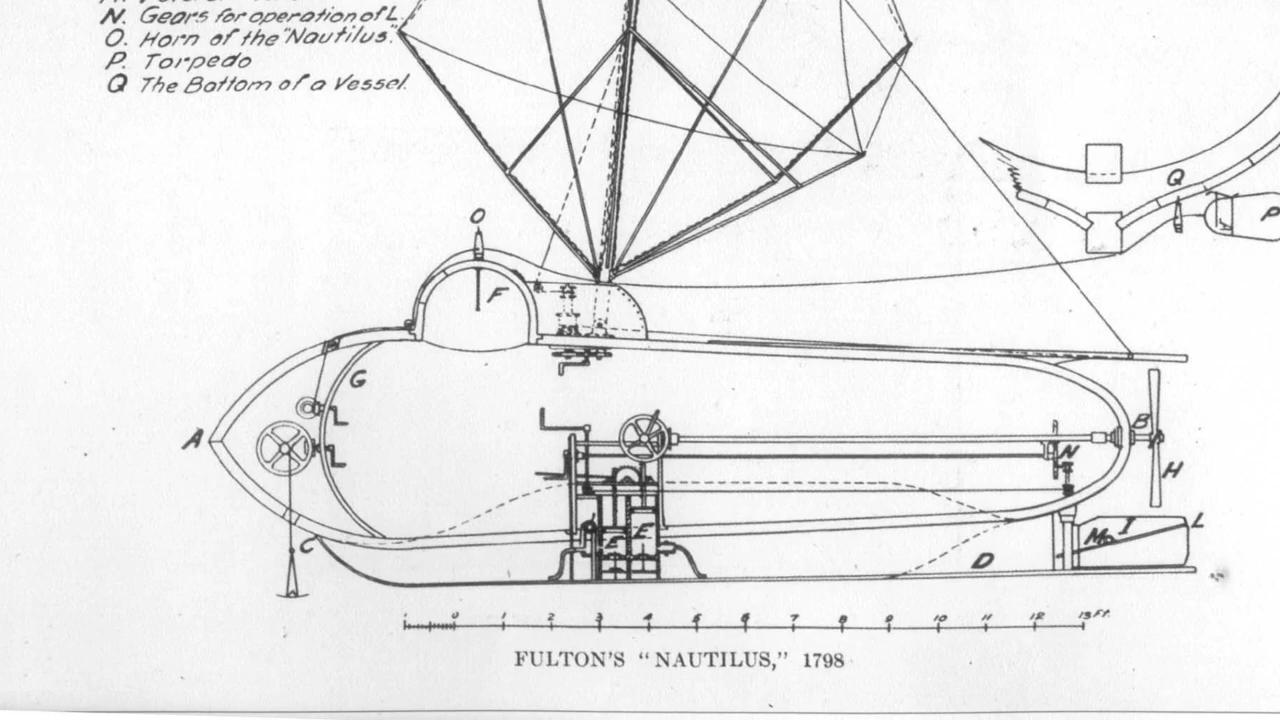 N. Gears for operation of L.
O. Horn of the "Nautilus."
P. Torpedo
Q The Bottom of a Vessel.
O
Q
P
F
G
A
B
N
H
E E
C
M I L
D
1 0 1 2 3 4 5 6 7 8 9 10 11 12 13 FT.
FULTON'S "NAUTILUS," 1798